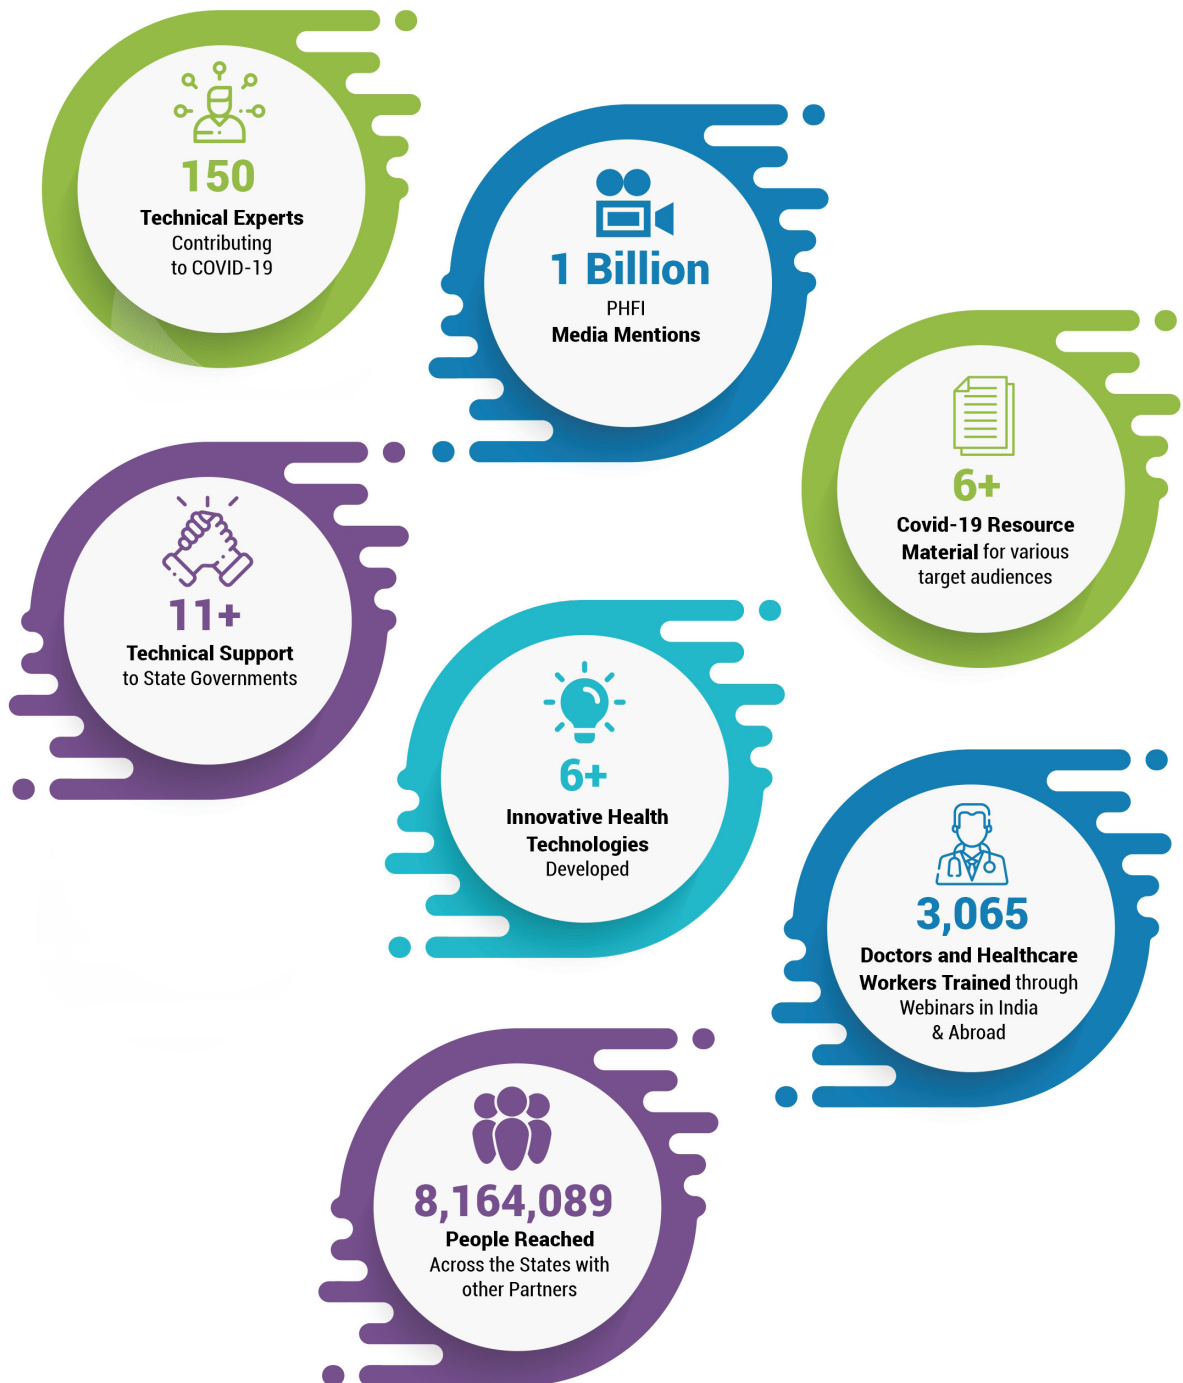 150
Technical Experts
Contributing
to COVID-19
1 Billion
PHFI
Media Mentions
6+
Covid-19 Resource
Material for various
target audiences
11+
Technical Support
to State Governments
6+
Innovative Health
Technologies
Developed
3,065
Doctors and Healthcare
Workers Trained through
Webinars in India
& Abroad
8,164,089
People Reached
Across the States with
other Partners